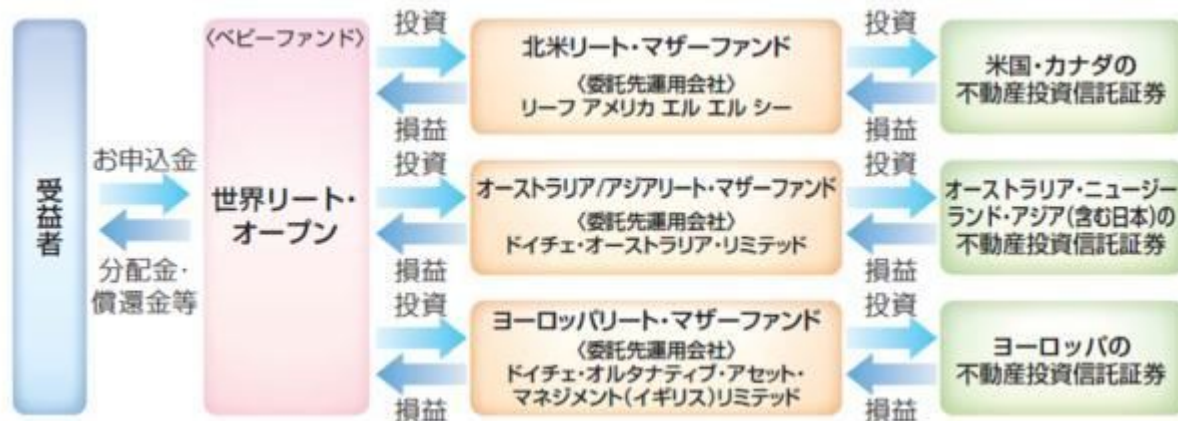 受益者
お申込金
分配金・
償還金等
〈ベビーファンド〉
世界リート・
オープン
投資
損益
投資
損益
投資
損益
北米リート・マザーファンド
〈委託先運用会社〉
リーフ アメリカ エル エル シー
オーストラリア/アジアリート・マザーファンド
〈委託先運用会社〉
ドイチェ・オーストラリア・リミテッド
ヨーロッパリート・マザーファンド
〈委託先運用会社〉
ドイチェ・オルタナティブ・アセット・
マネジメント(イギリス)リミテッド
投資
損益
投資
損益
投資
損益
米国・カナダの
不動産投資信託証券
オーストラリア・ニュージー
ランド・アジア(含む日本)の
不動産投資信託証券
ヨーロッパの
不動産投資信託証券